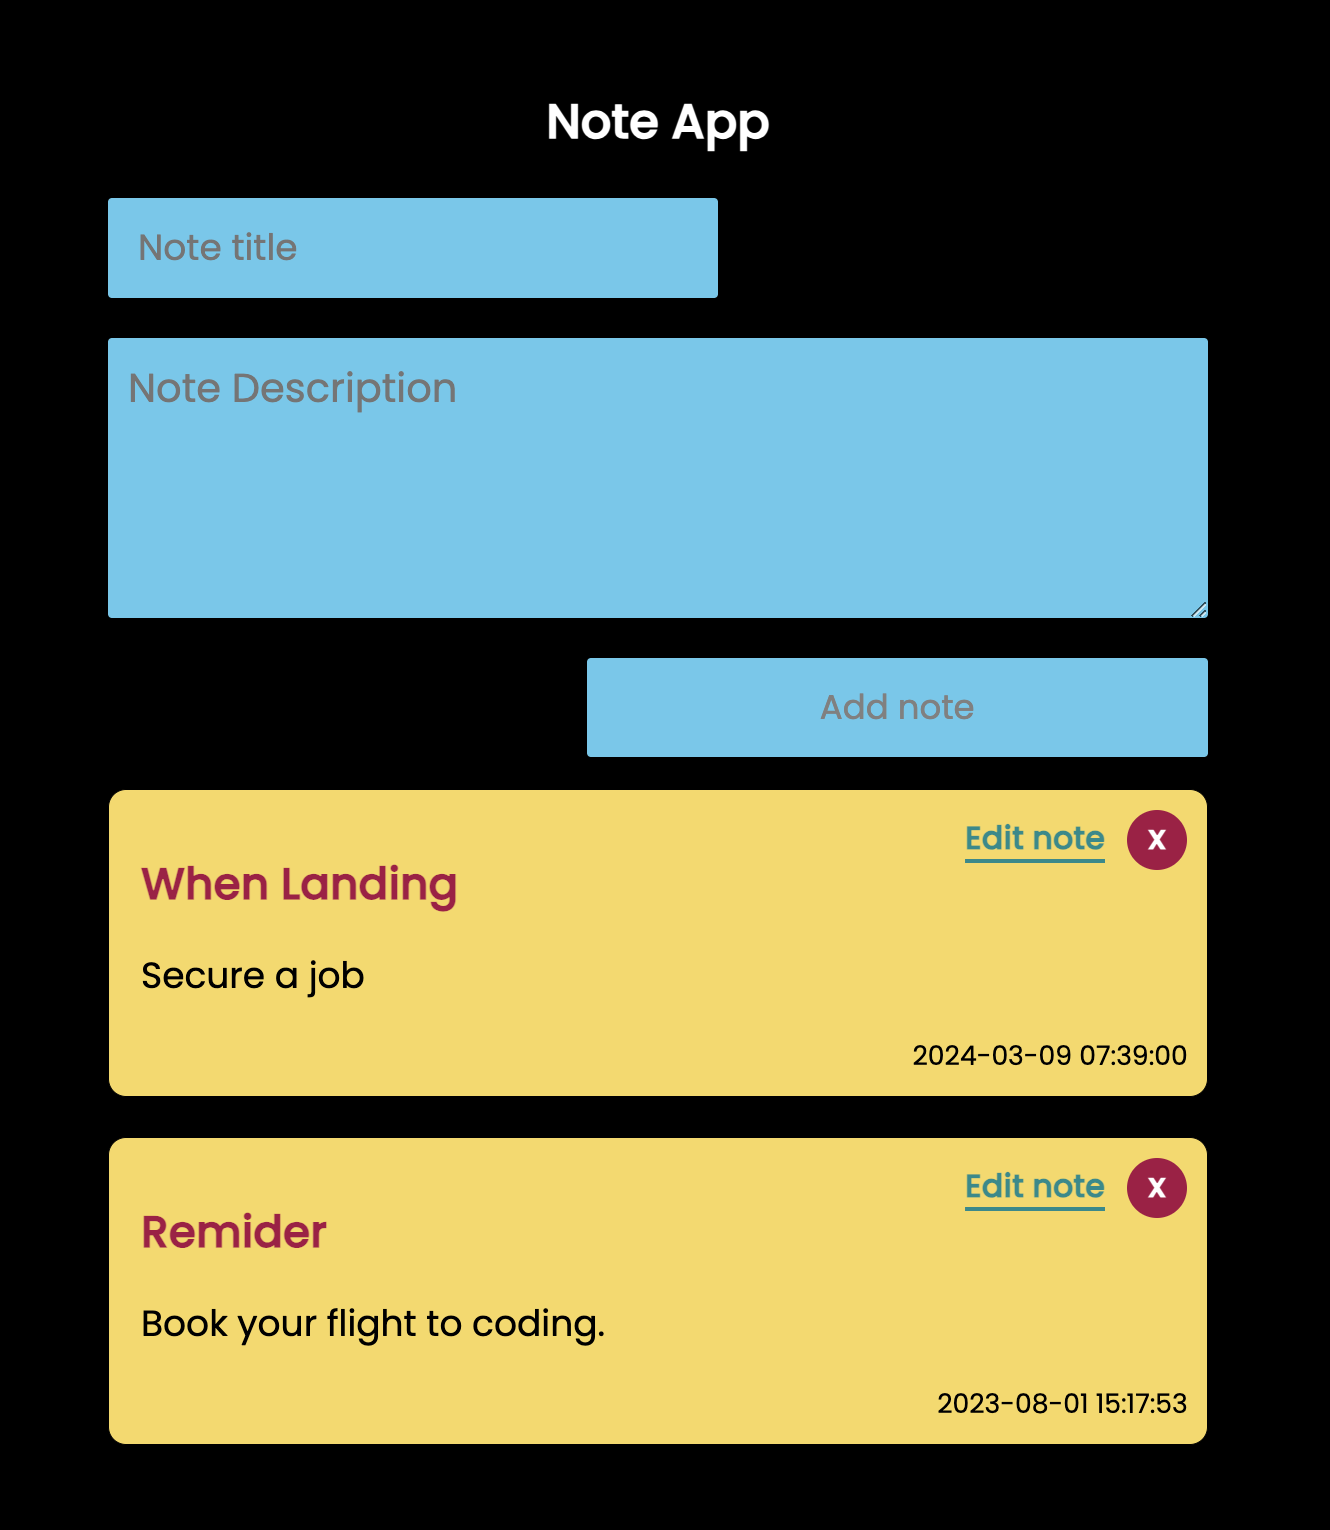 Note App
Note title
Note Description
Add note
Edit note X
When Landing
Secure a job
2024-03-09 07:39:00
Edit note X
Remider
Book your flight to coding.
2023-08-01 15:17:53